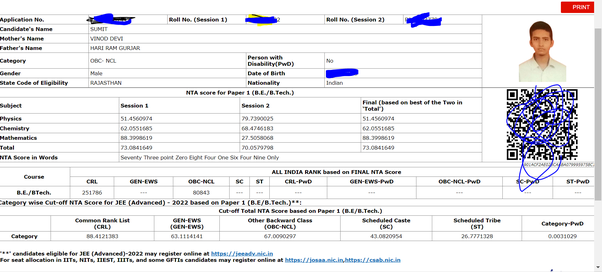 PRINT
Application No. Roll No. (Session 1) Roll No. (Session 2)
Candidate's Name SUMIT
Mother's Name VINOD DEVI
Father's Name HARI RAM GURJAR
Category OBC- NCL Person with Disability(PwD) No
Gender Male Date of Birth
State Code of Eligibility RAJASTHAN Nationality Indian
NTA score for Paper 1 (B.E./B.Tech.)
Subject Session 1 Session 2 Final (based on best of the Two in "Total")
Physics 51.4560974 79.7390025 51.4560974
Chemistry 62.0551685 68.4746183 62.0551685
Mathematics 88.3998619 27.5058068 88.3998619
Total 73.0841649 70.0579798 73.0841649
NTA Score in Words Seventy Three point Zero Eight Four One Six Four Nine Only
ALL INDIA RANK based on FINAL NTA Score
Course CRL GEN-EWS OBC-NCL SC ST CRL-PwD GEN-EWS-PwD OBC-NCL-PwD SC-PwD ST-PwD
B.E./BTech. 251786 --- 80843 --- --- --- --- --- --- ---
Category wise Cut-off NTA Score for JEE (Advanced) - 2022 based on Paper 1 (B.E./B.Tech.)**:
Cut-off Total NTA Score based on Paper 1 (B.E./B.Tech.)
Common Rank List (CRL) GEN-EWS (GEN-EWS) Other Backward Class (OBC-NCL) Scheduled Caste (SC) Scheduled Tribe (ST) Category-PwD
Category 88.4121383 63.1114141 67.0090297 43.0820954 26.7771328 0.0031029
'**' candidates eligible for JEE (Advanced)-2022 may register online at https://jeeadv.nic.in
For seat allocation in IITs, NITs, IIEST, IIITs, and some GFTIs candidates may register online at https://josaa.nic.in,https://csab.nic.in